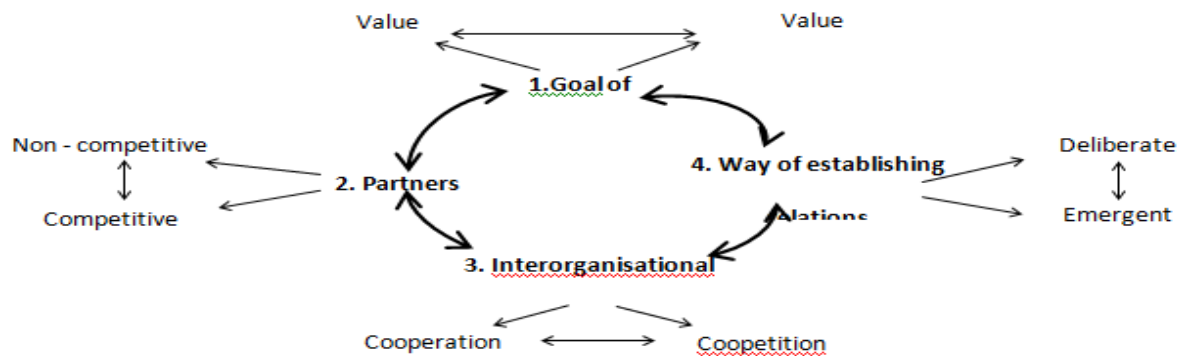 Value
Value
1.Goal of
Non - competitive
Deliberate
4. Way of establishing
2. Partners
Competitive
Emergent
3. Interorganisational
Cooperation
Coopetition